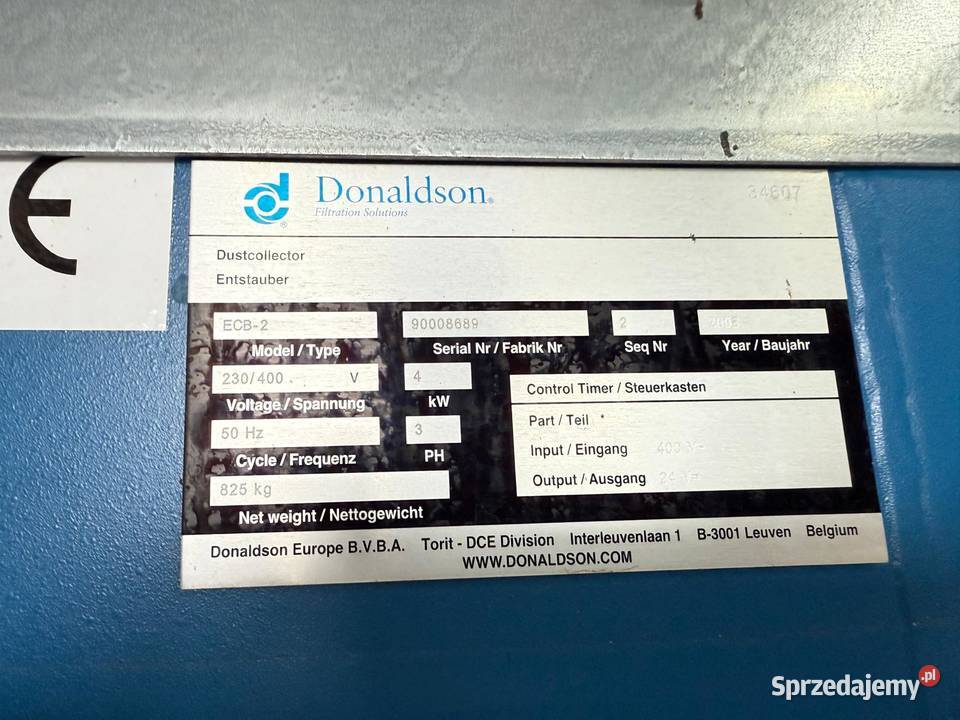 CE
Donaldson®
Filtration Solutions
34607
Dustcollector
Entstauber
ECB-2
90008689
2
Model / Type
Serial Nr / Fabrik Nr
Seq Nr
Year / Baujahr
230/400 V
4
Voltage / Spannung
kW
Control Timer / Steuerkasten
50 Hz
3
Part / Teil
Cycle / Frequenz
PH
Input / Eingang
825 kg
Output / Ausgang
Net weight / Nettogewicht
Donaldson Europe B.V.B.A. Torit - DCE Division Interleuvenlaan 1 B-3001 Leuven Belgium
WWW.DONALDSON.COM
Sprzedajemy.pl